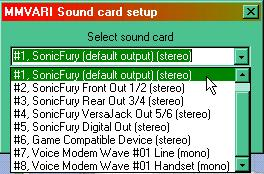 MMVARI Sound card setup
Select sound card
#1, SonicFury (default output) (stereo)
#1, SonicFury (default output) (stereo)
#2, SonicFury Front Out 1/2 (stereo)
#3, SonicFury Rear Out 3/4 (stereo)
#4, SonicFury VersaJack Out 5/6 (stereo)
#5, SonicFury Digital Out (stereo)
#6, Game Compatible Device (stereo)
#7, Voice Modem Wave #01 Line (mono)
#8, Voice Modem Wave #01 Handset (mono)